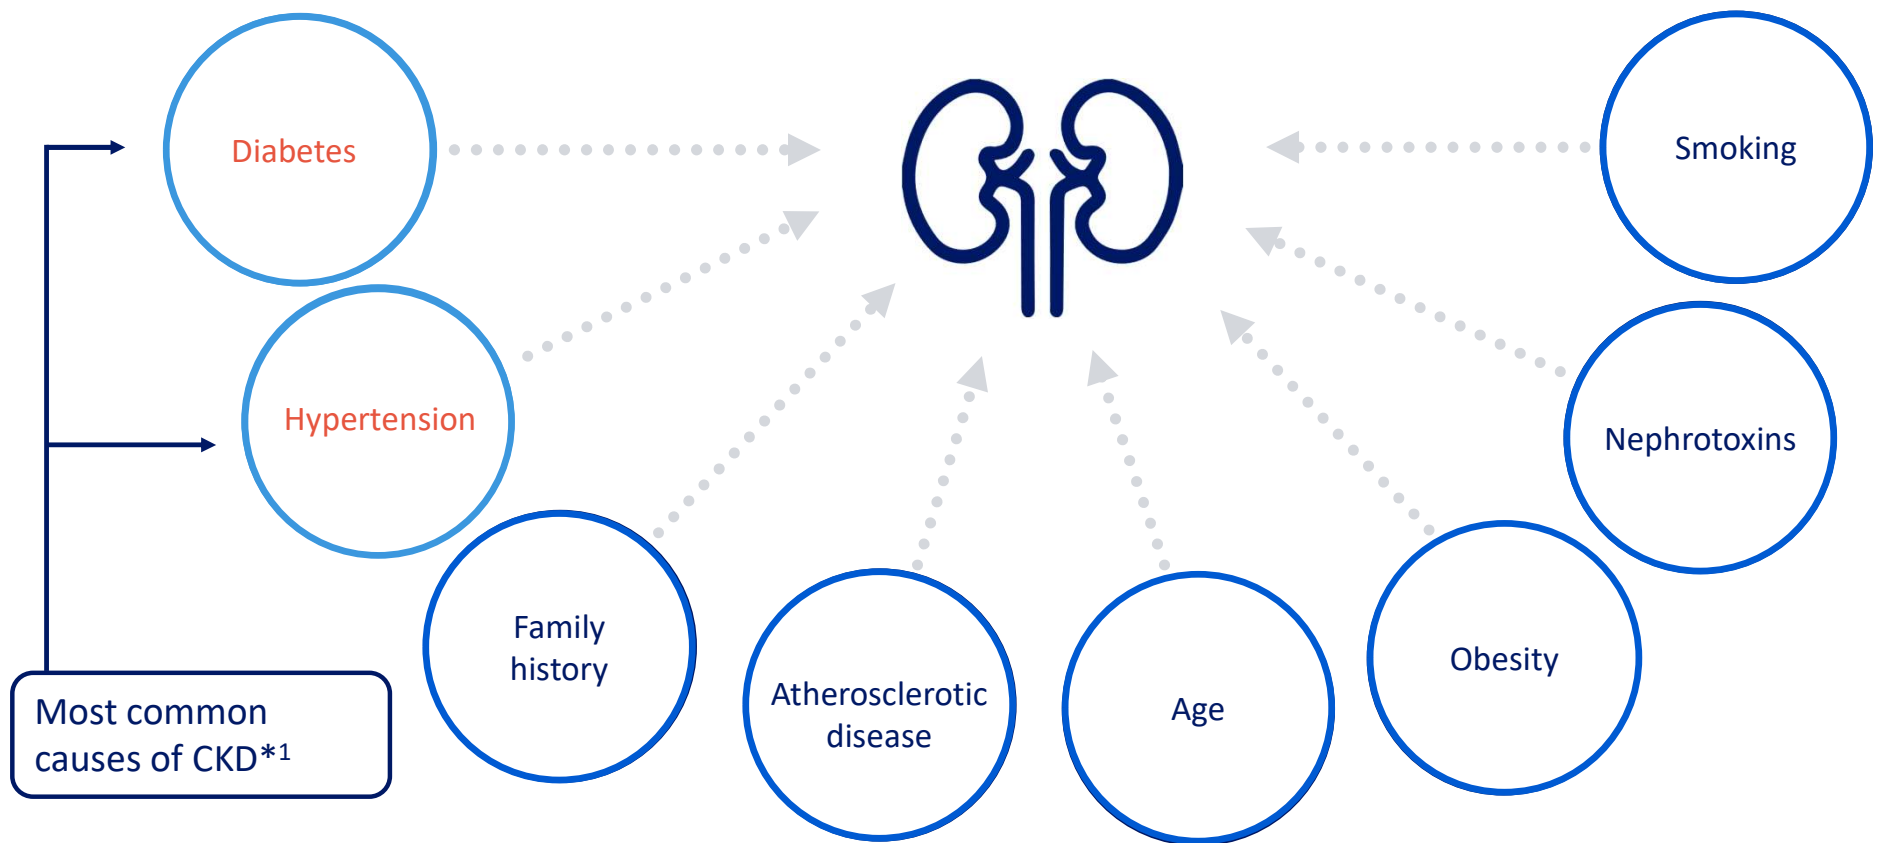 Diabetes
Hypertension
Family
history
Atherosclerotic
disease
Age
Obesity
Nephrotoxins
Smoking
Most common
causes of CKD*1